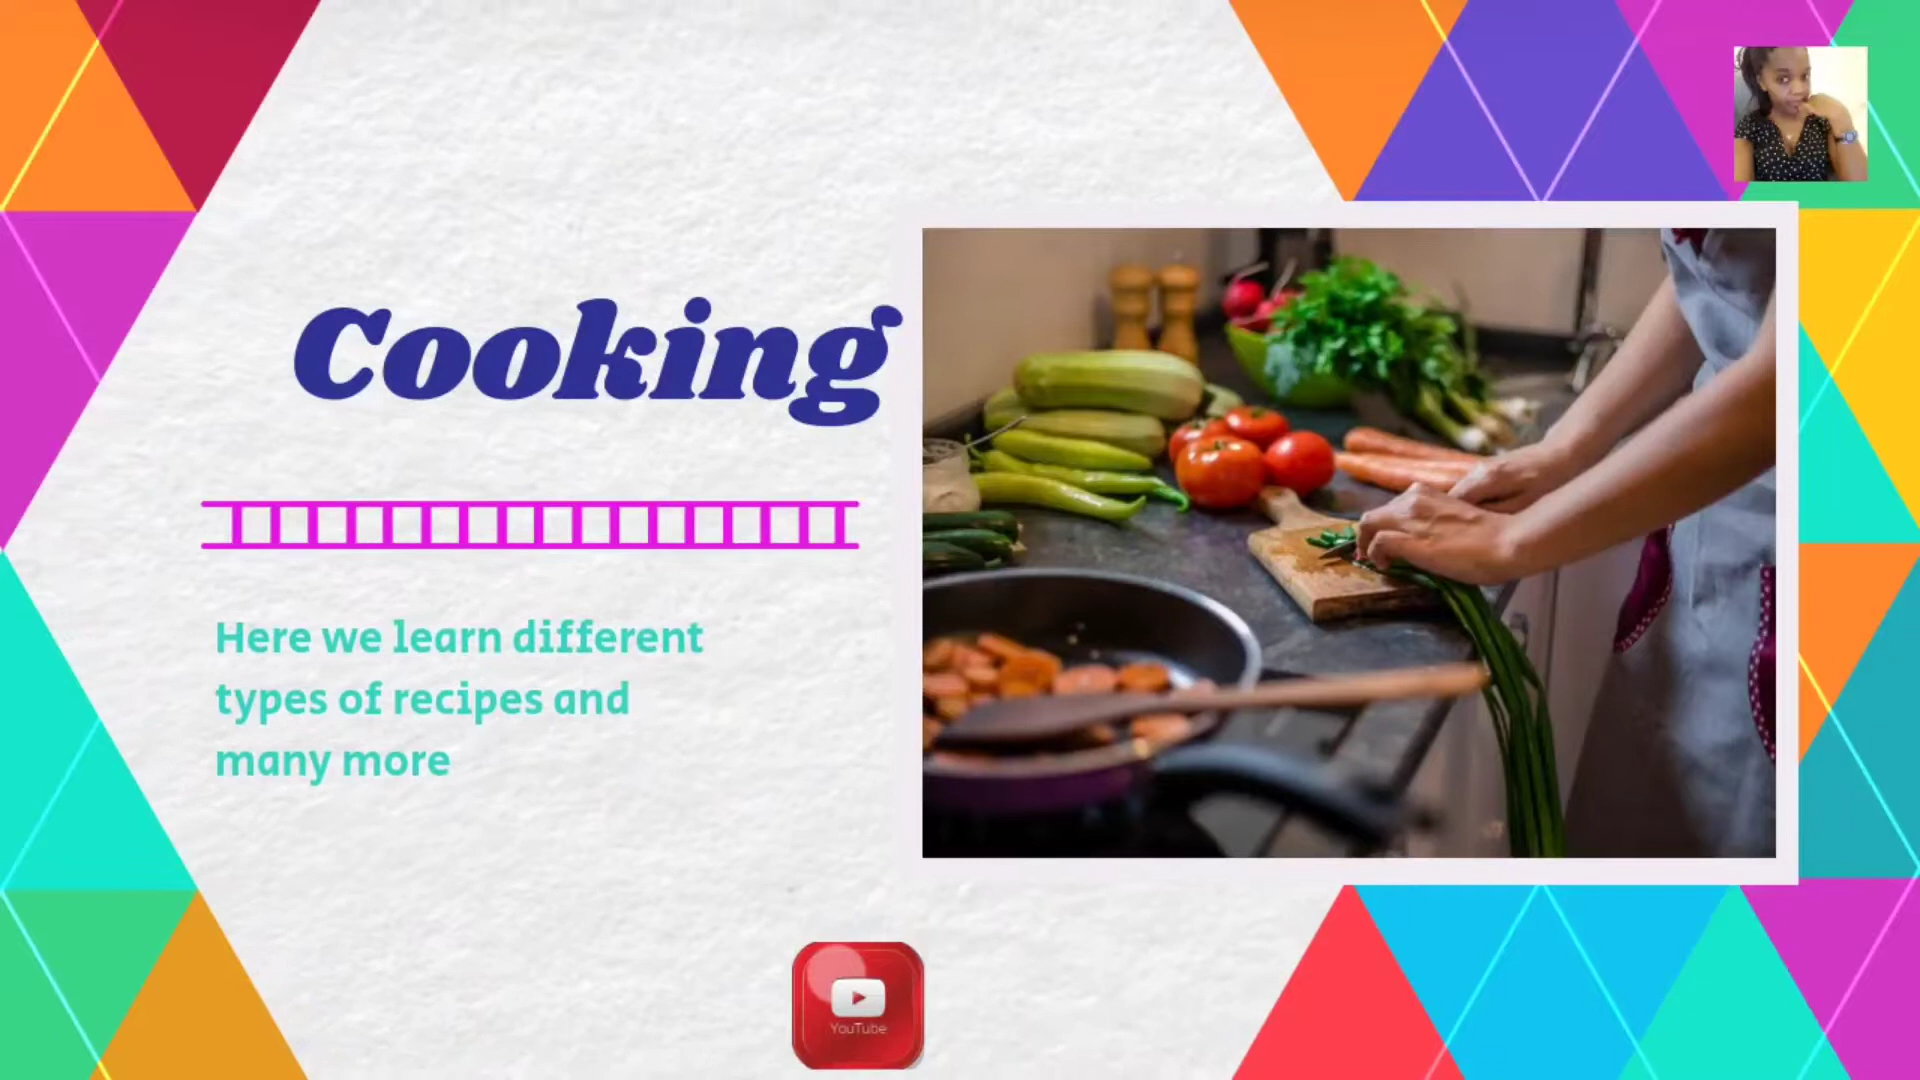 Cooking
Here we learn different
types of recipes and
many more
YouTube